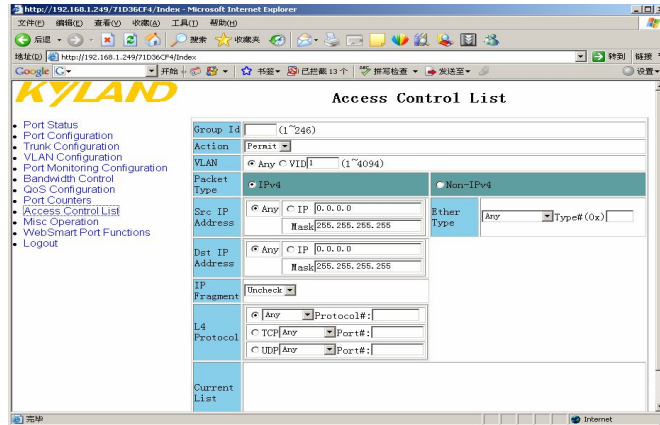 http://192.168.1.249/71D36CF4/Index - Microsoft Internet Explorer
文件(F) 编辑(E) 查看(V) 收藏(A) 工具(T) 帮助(H)
后退 搜索 收藏夹
地址(D) http://192.168.1.249/71D36CF4/Index 转到 链接
Google G 开始 书签 已拦截 13 个 拼写检查 发送至 设置
KYLAND
Access Control List
Port Status
Port Configuration
Trunk Configuration
VLAN Configuration
Port Monitoring Configuration
Bandwidth Control
QoS Configuration
Port Counters
Access Control List
Misc Operation
WebSmart Port Functions
Logout
Group Id (1~246)
Action Permit
VLAN Any VID 1 (1~4094)
Packet Type IPv4 Non-IPv4
Src IP Address Any IP 0.0.0.0
Mask 255.255.255.255
Ether Type Any Type#(0x)
Dst IP Address Any IP 0.0.0.0
Mask 255.255.255.255
IP Fragment Uncheck
L4 Protocol Any Protocol#:
TCP Any Port#:
UDP Any Port#:
Current List
完毕 Internet